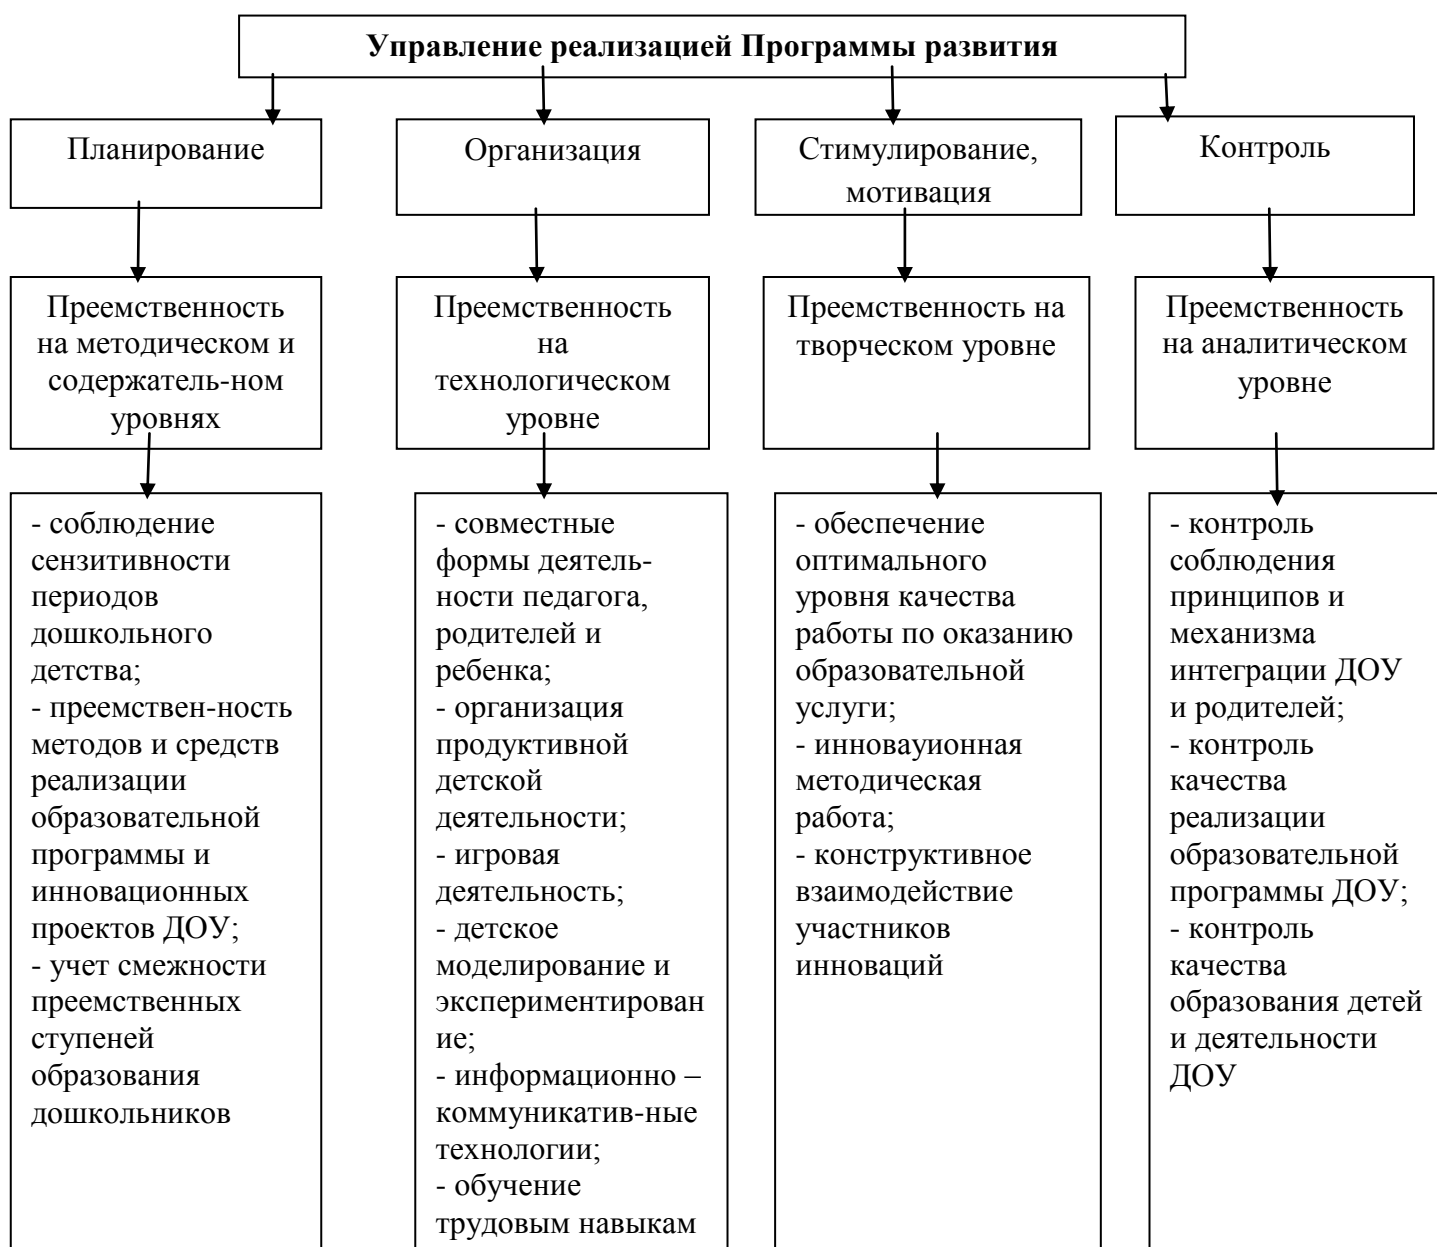 Управление реализацией Программы развития
Планирование
Организация
Стимулирование,
мотивация
Контроль
Преемственность
на методическом и
содержатель-ном
уровнях
Преемственность
на
технологическом
уровне
Преемственность на
творческом уровне
Преемственность
на аналитическом
уровне
- соблюдение
сензитивности
периодов
дошкольного
детства;
- преемствен-ность
методов и средств
реализации
образовательной
программы и
инновационных
проектов ДОУ;
- учет смежности
преемственных
ступеней
образования
дошкольников
- совместные
формы деятель-
ности педагога,
родителей и
ребенка;
- организация
продуктивной
детской
деятельности;
- игровая
деятельность;
- детское
моделирование и
экспериментирован
ие;
- информационно –
коммуникатив-ные
технологии;
- обучение
трудовым навыкам
- обеспечение
оптимального
уровня качества
работы по оказанию
образовательной
услуги;
- инновауионная
методическая
работа;
- конструктивное
взаимодействие
участников
инноваций
- контроль
соблюдения
принципов и
механизма
интеграции ДОУ
и родителей;
- контроль
качества
реализации
образовательной
программы ДОУ;
- контроль
качества
образования детей
и деятельности
ДОУ